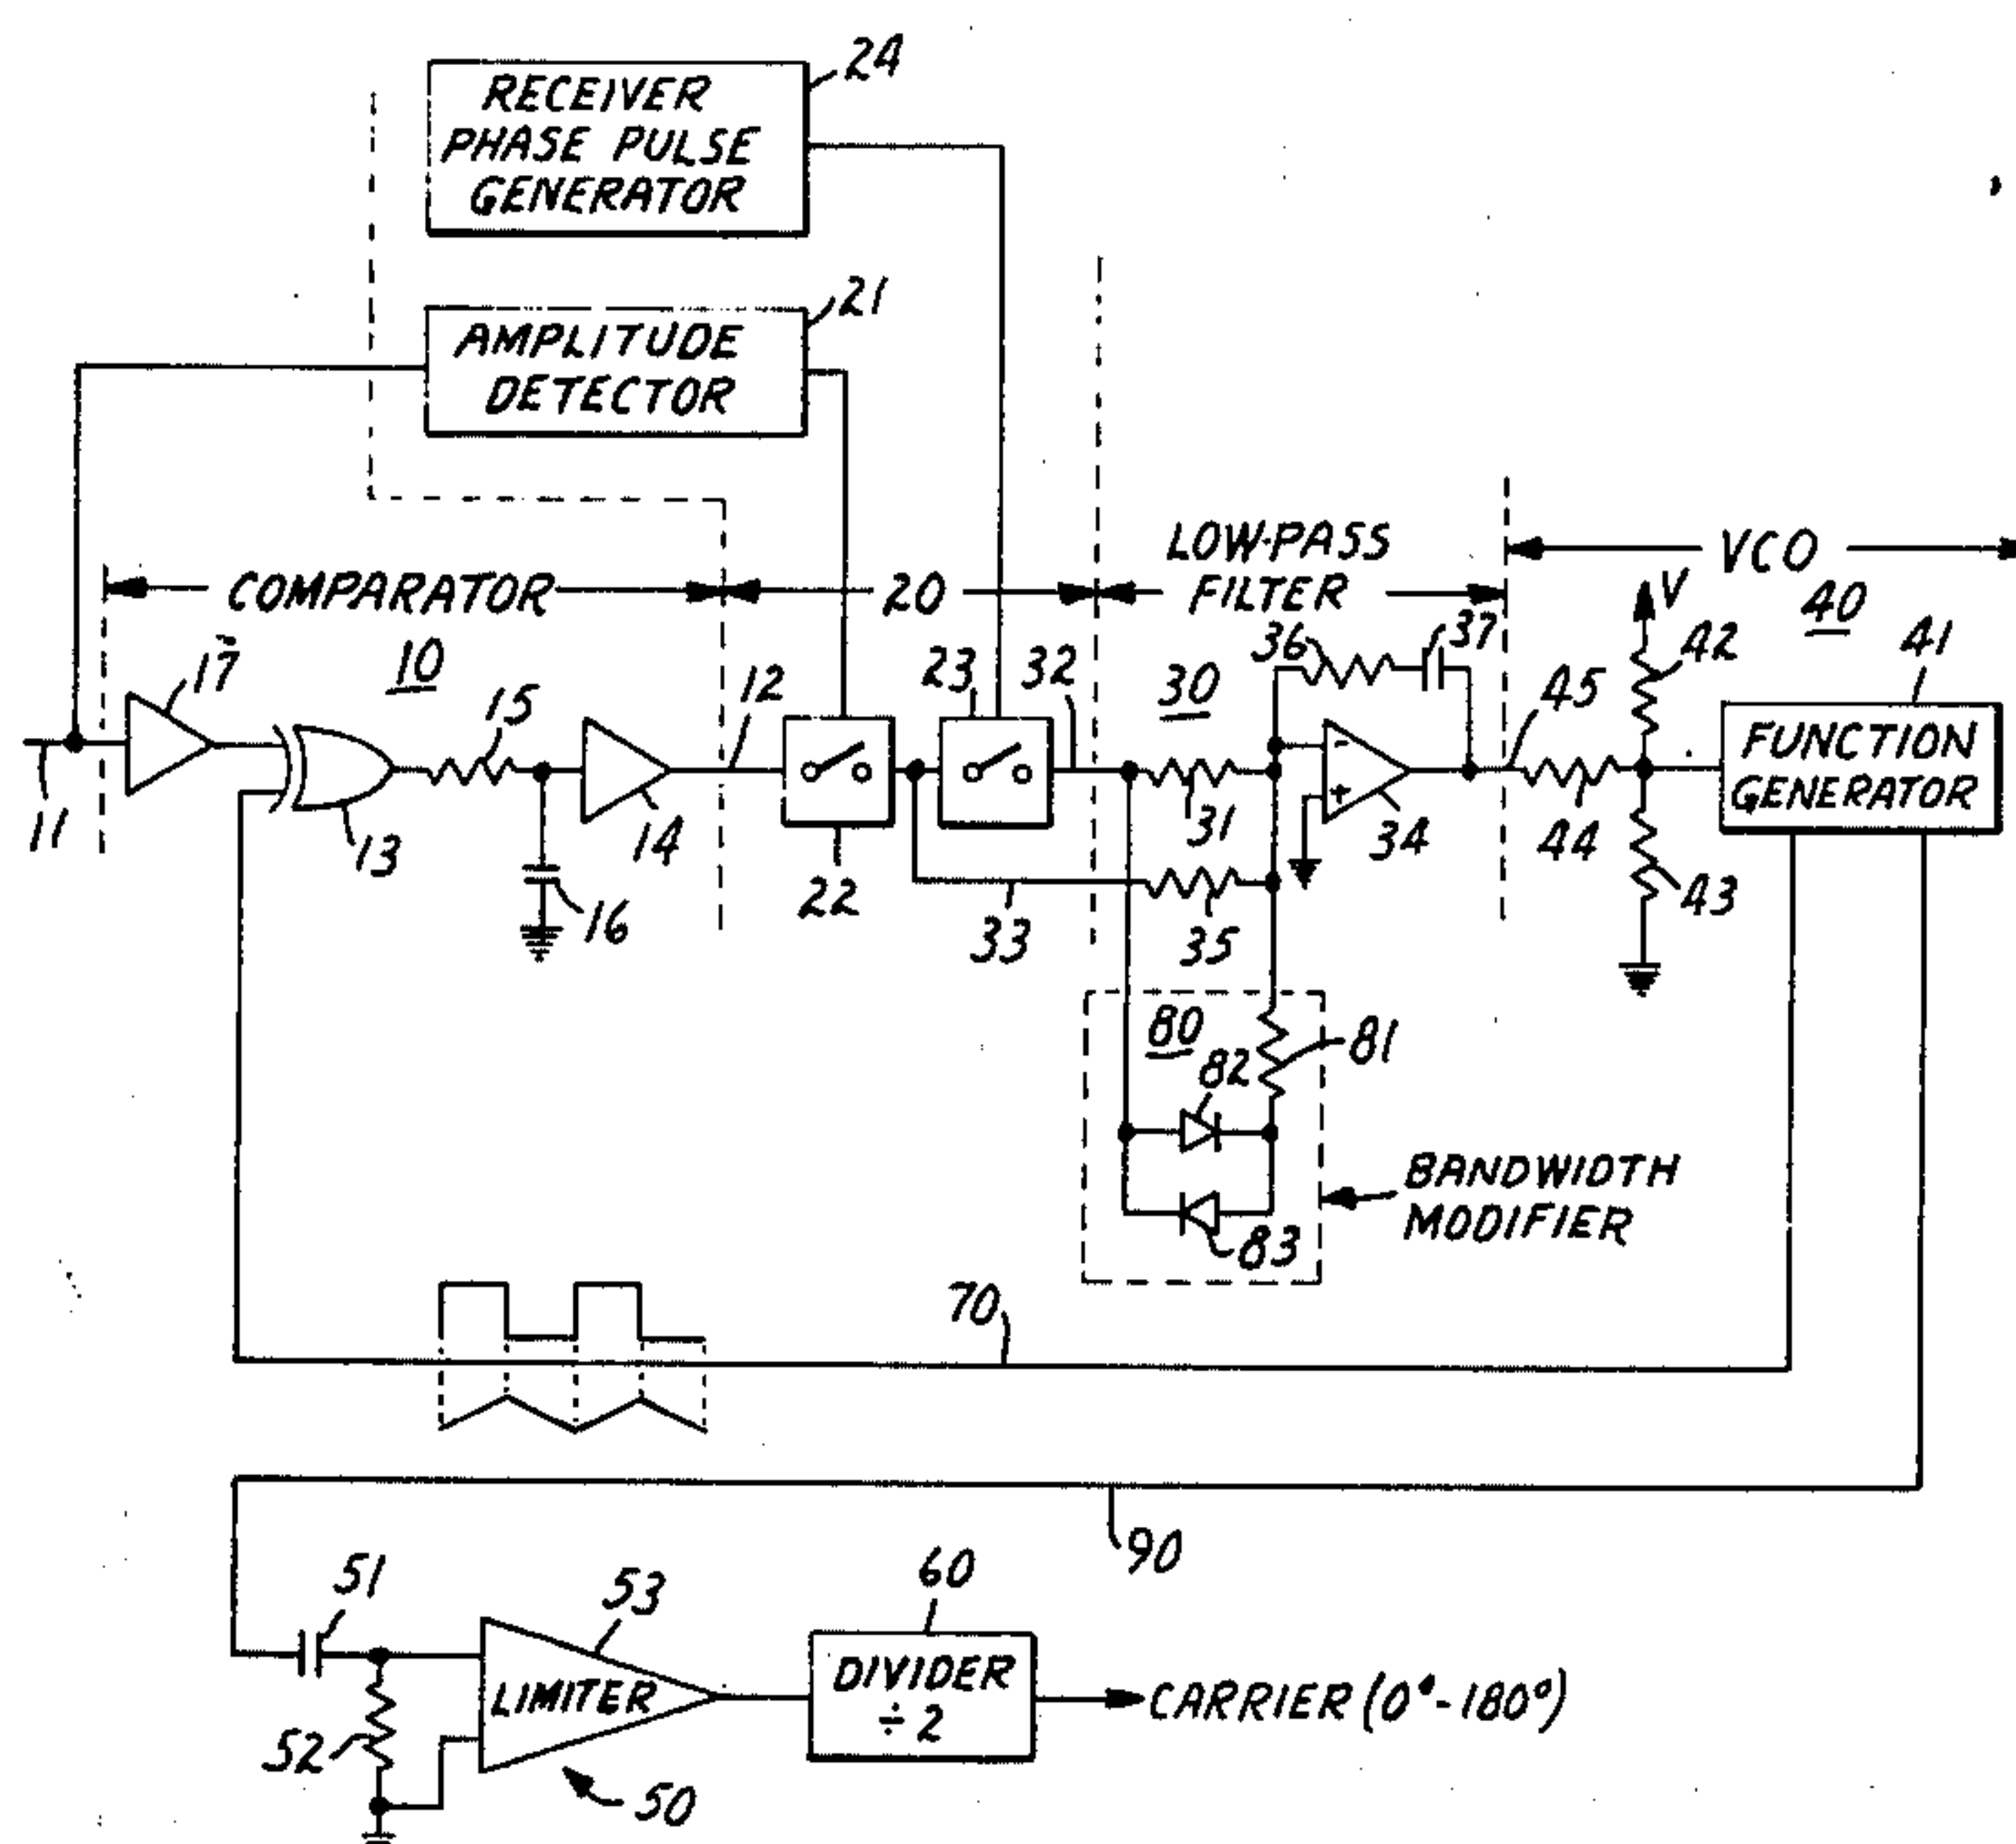 24
RECEIVER
PHASE PULSE
GENERATOR
21
AMPLITUDE
DETECTOR
COMPARATOR
10
20
LOW-PASS
FILTER
30
VCO
40
V
17
15
12
23
32
36
37
45
42
41
11
13
16
14
22
33
31
35
34
44
43
FUNCTION
GENERATOR
80
82
81
83
BANDWIDTH
MODIFIER
70
90
51
53
60
LIMITER
DIVIDER
÷2
CARRIER (0°-180°)
52
50